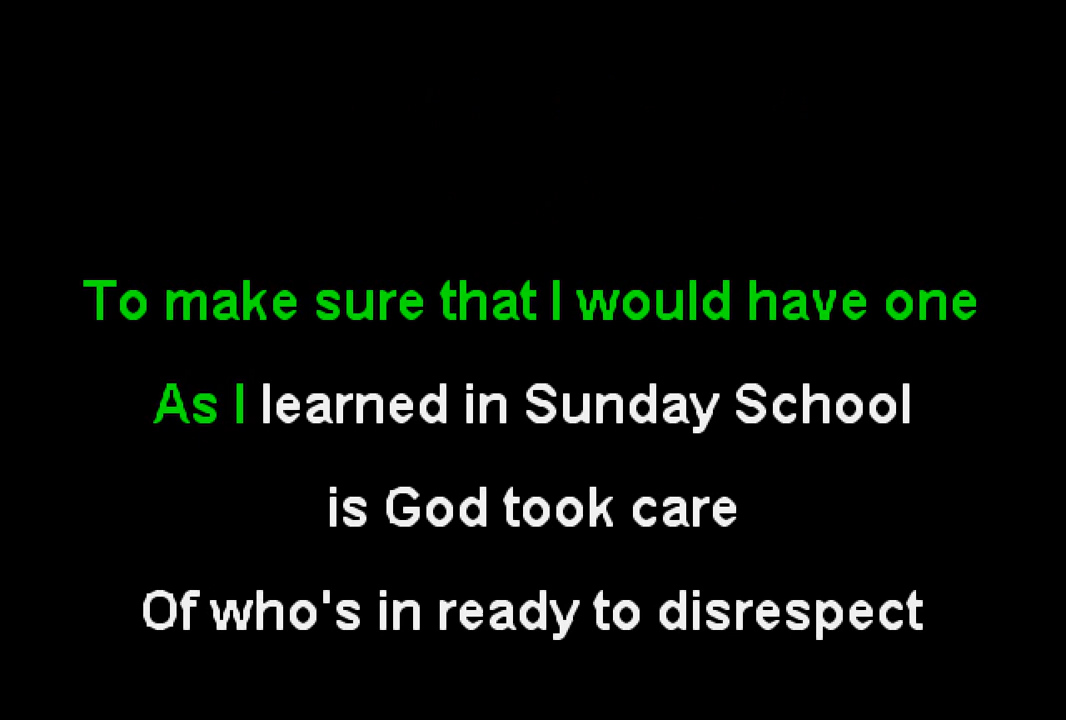 To make sure that I would have one
As I learned in Sunday School
is God took care
Of who's in ready to disrespect